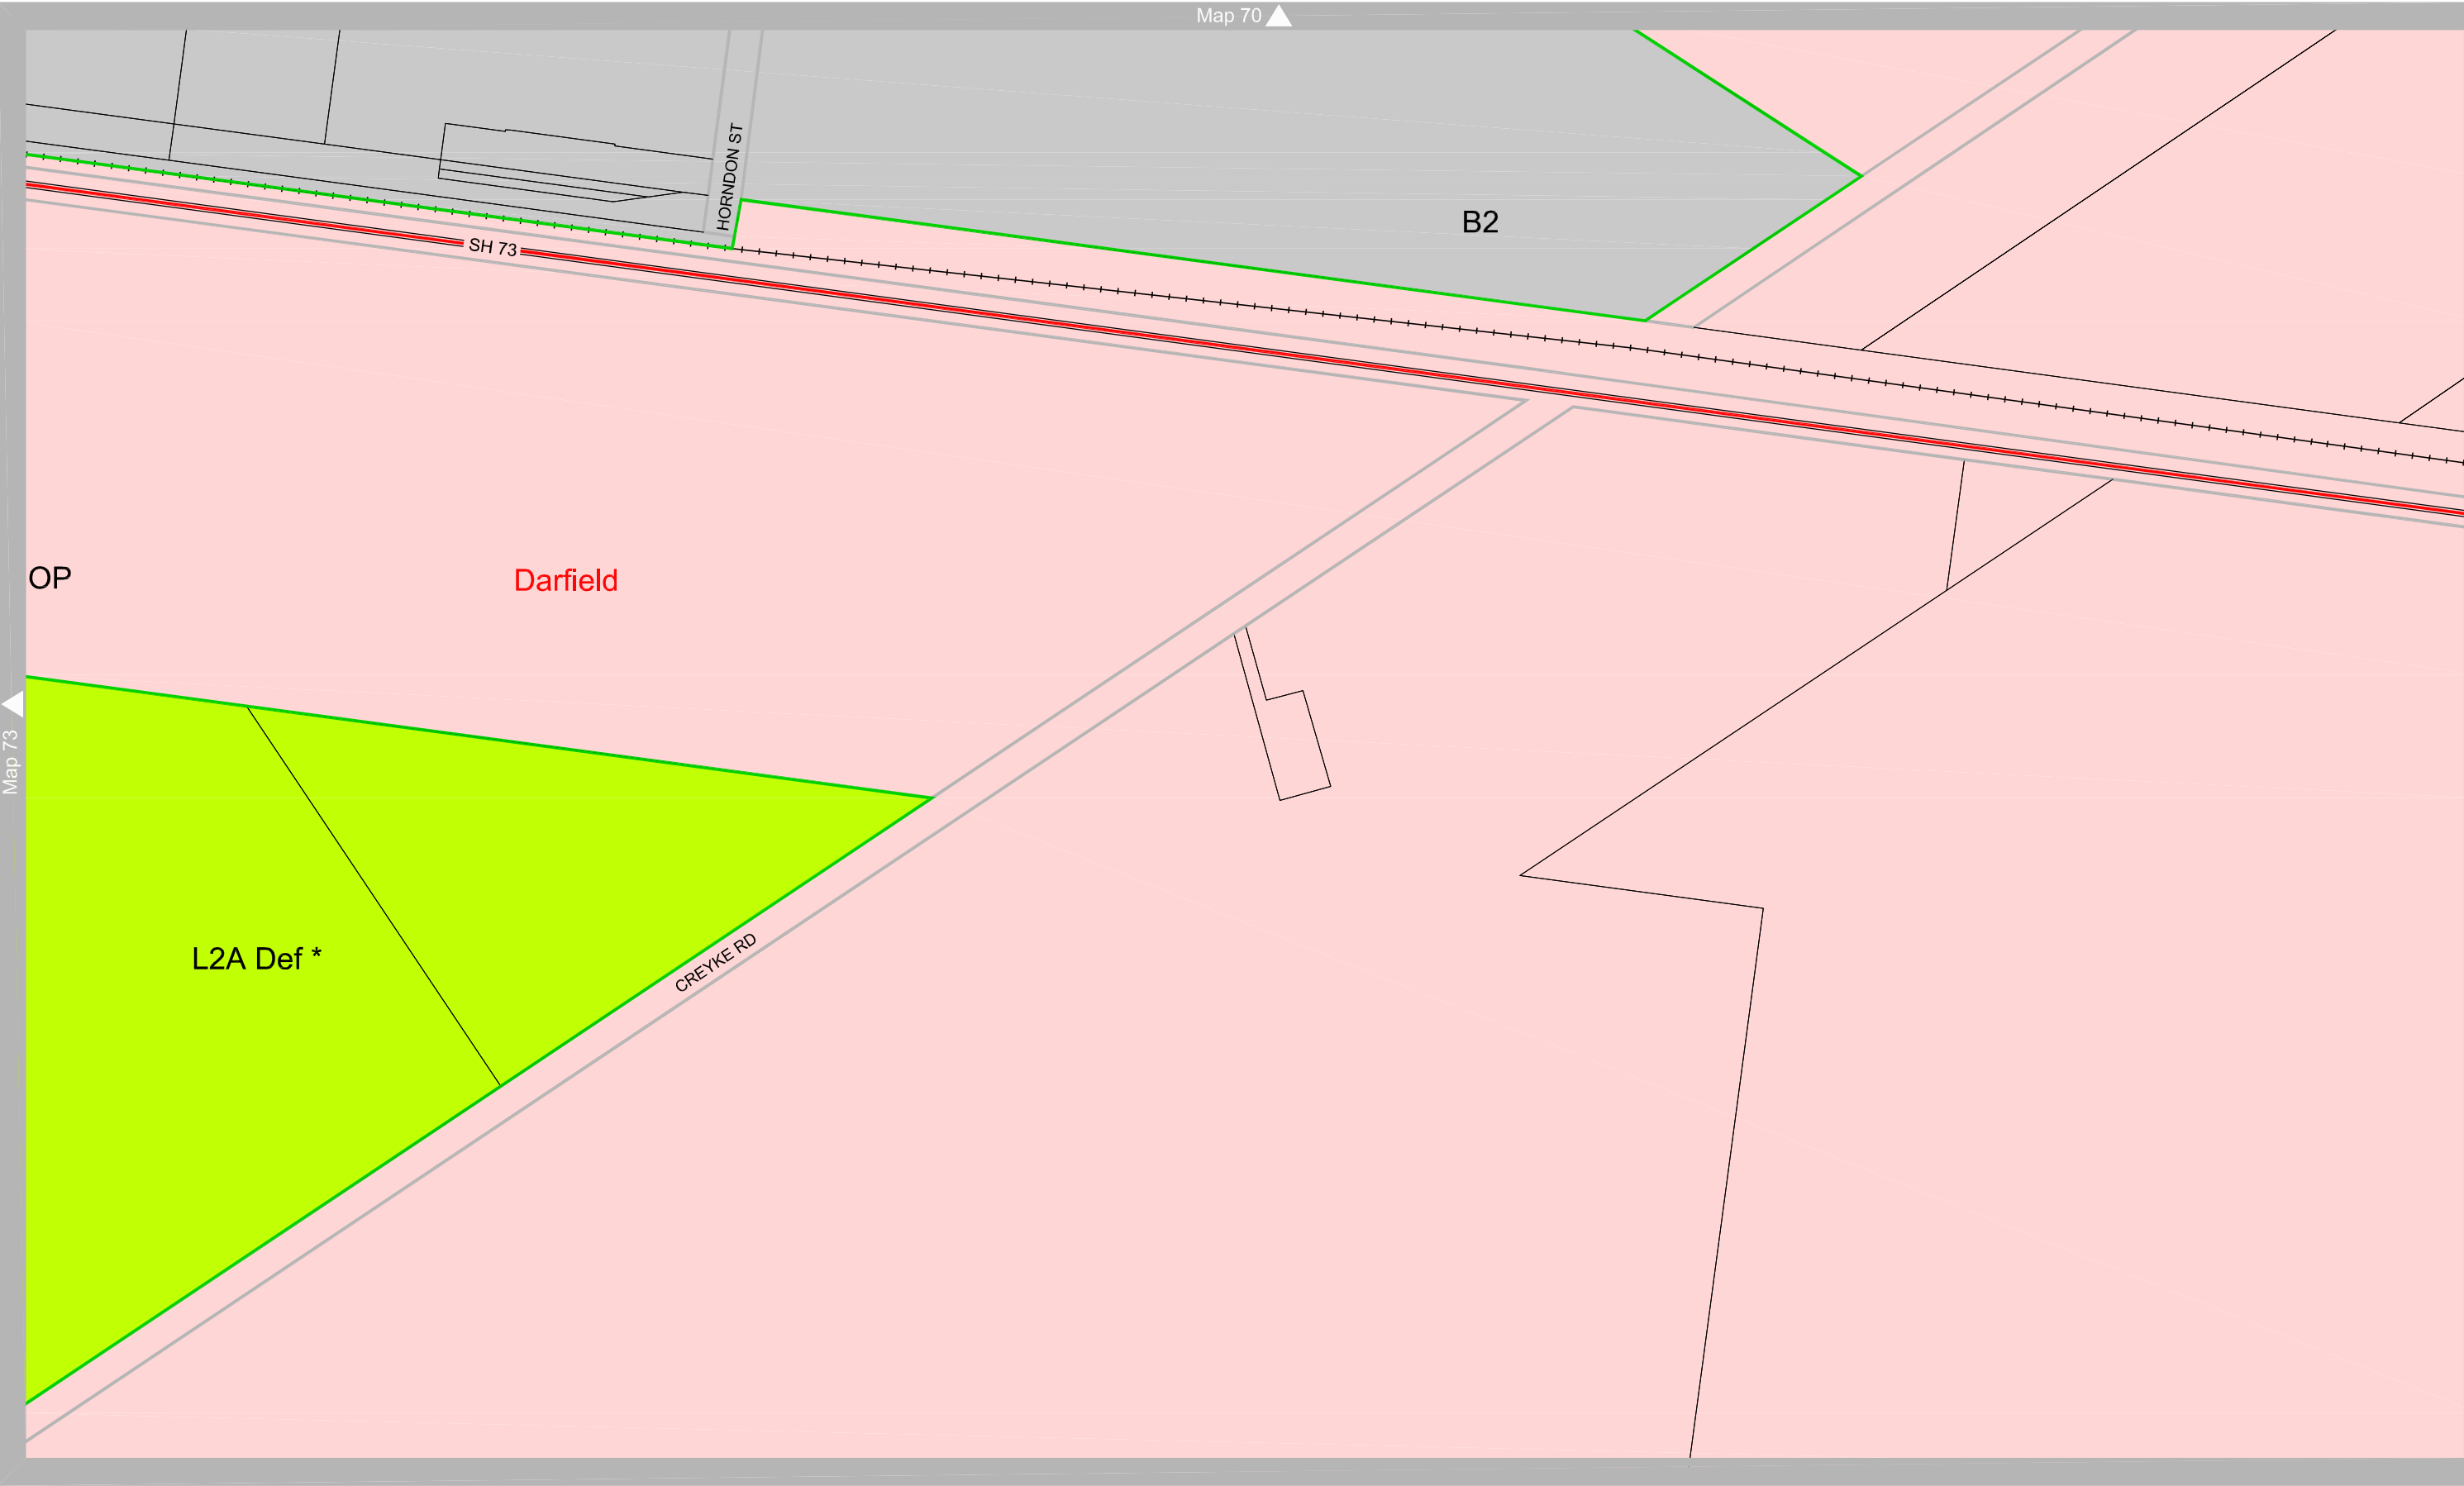 Map 70
HORNDON ST
B2
SH 73
OP
Darfield
Map 73
L2A Def *
CREYKE RD